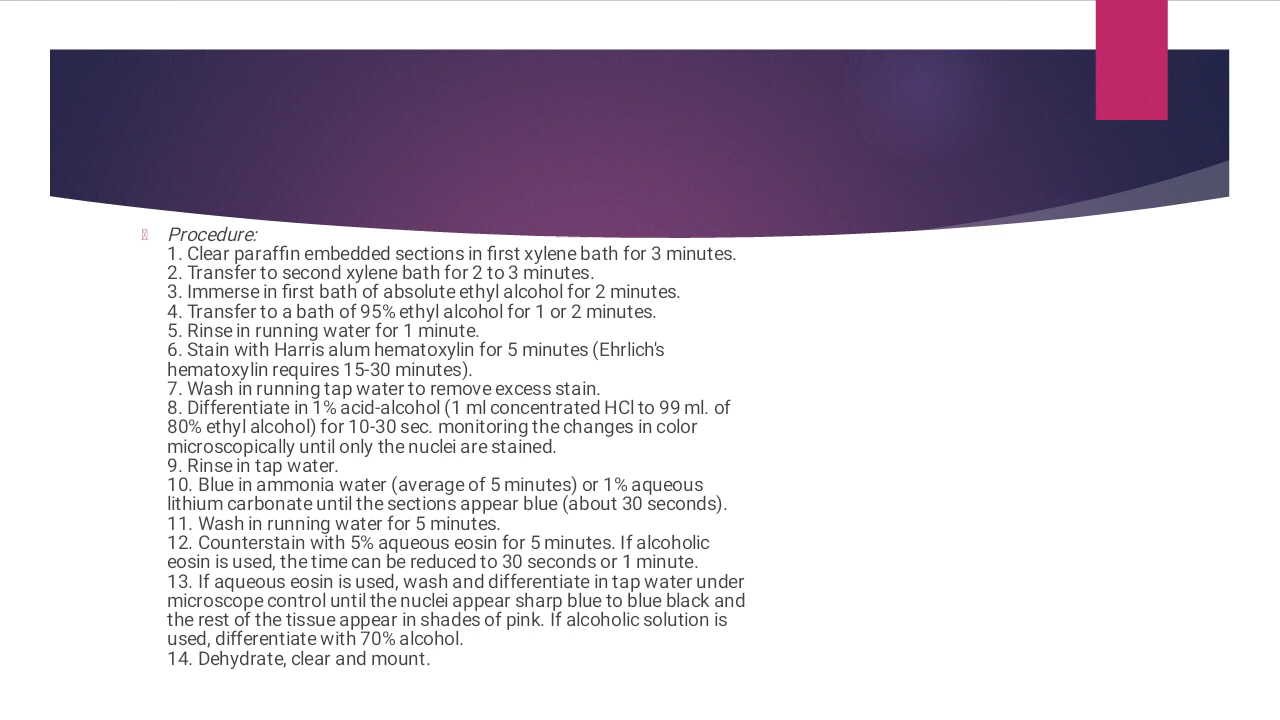 Procedure:
1. Clear paraffin embedded sections in first xylene bath for 3 minutes.
2. Transfer to second xylene bath for 2 to 3 minutes.
3. Immerse in first bath of absolute ethyl alcohol for 2 minutes.
4. Transfer to a bath of 95% ethyl alcohol for 1 or 2 minutes.
5. Rinse in running water for 1 minute.
6. Stain with Harris alum hematoxylin for 5 minutes (Ehrlich's
hematoxylin requires 15-30 minutes).
7. Wash in running tap water to remove excess stain.
8. Differentiate in 1% acid-alcohol (1 ml concentrated HCl to 99 ml. of
80% ethyl alcohol) for 10-30 sec. monitoring the changes in color
microscopically until only the nuclei are stained.
9. Rinse in tap water.
10. Blue in ammonia water (average of 5 minutes) or 1% aqueous
lithium carbonate until the sections appear blue (about 30 seconds).
11. Wash in running water for 5 minutes.
12. Counterstain with 5% aqueous eosin for 5 minutes. If alcoholic
eosin is used, the time can be reduced to 30 seconds or 1 minute.
13. If aqueous eosin is used, wash and differentiate in tap water under
microscope control until the nuclei appear sharp blue to blue black and
the rest of the tissue appear in shades of pink. If alcoholic solution is
used, differentiate with 70% alcohol.
14. Dehydrate, clear and mount.